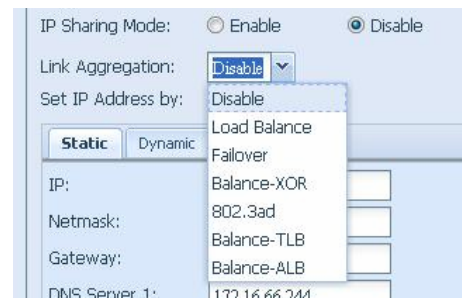 IP Sharing Mode: Enable Disable
Link Aggregation: Disable
Set IP Address by: Disable
Load Balance
Static Dynamic
Failover
IP: Balance-XOR
802.3ad
Netmask:
Balance-TLB
Gateway:
Balance-ALB
DNS Server 1: 172.16.66.244